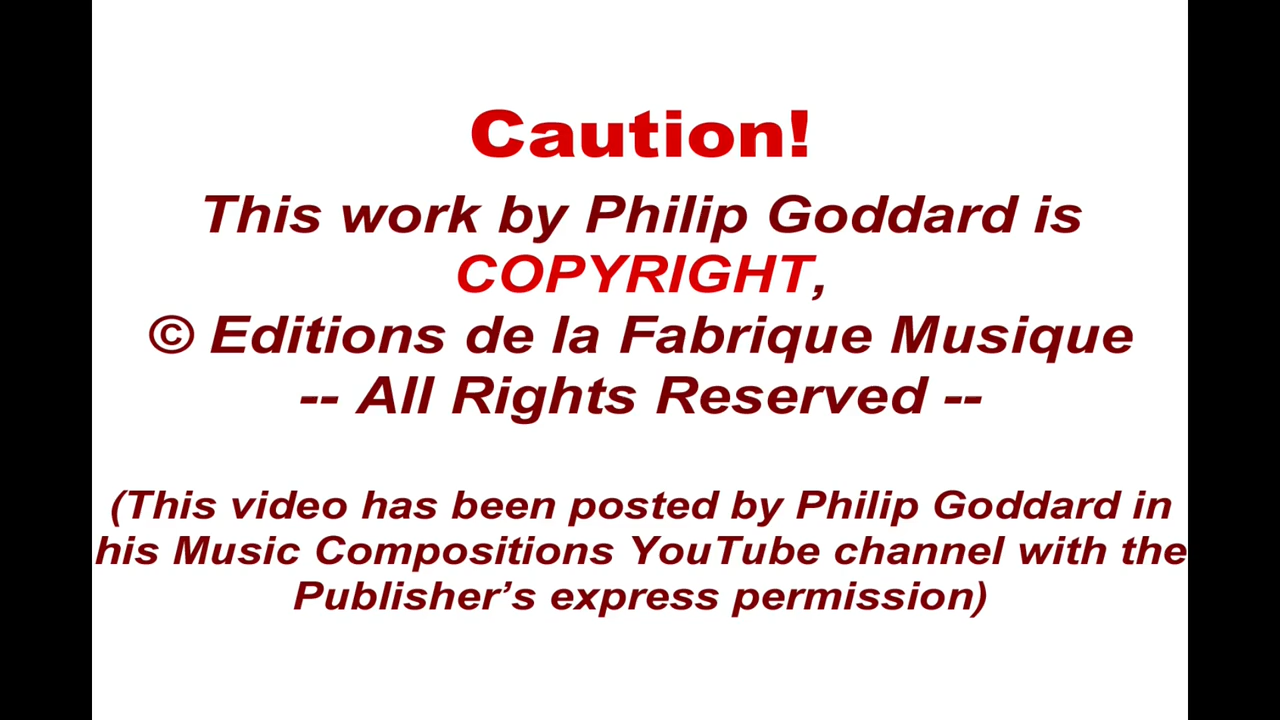 Caution!
This work by Philip Goddard is
COPYRIGHT,
© Editions de la Fabrique Musique
-- All Rights Reserved --
(This video has been posted by Philip Goddard in
his Music Compositions YouTube channel with the
Publisher’s express permission)